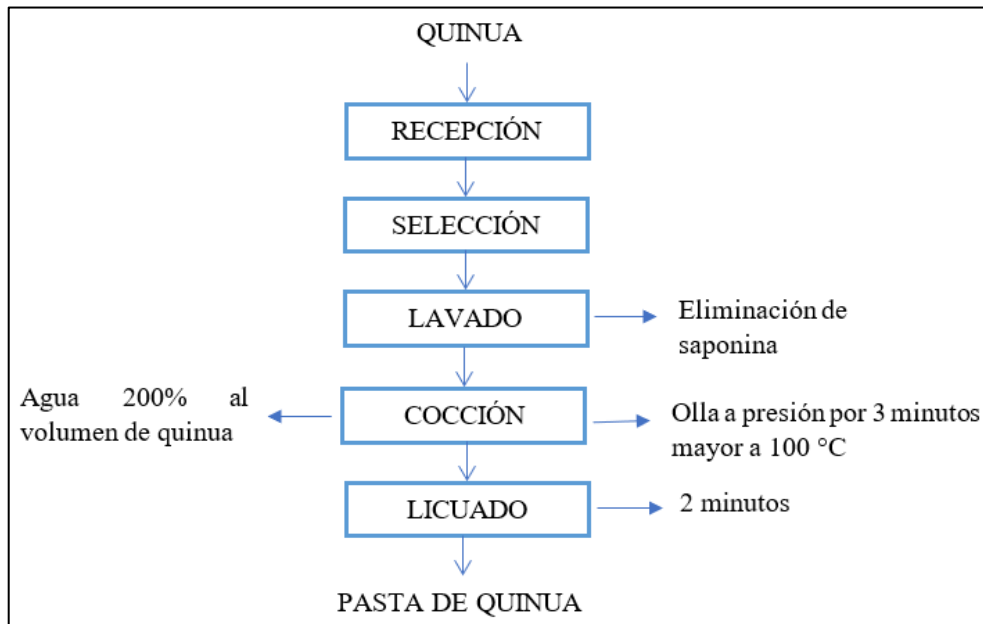 QUINUA
RECEPCIÓN
SELECCIÓN
LAVADO
Eliminación de
saponina
Agua 200% al
volumen de quinua
COCCIÓN
Olla a presión por 3 minutos
mayor a 100 °C
LICUADO
2 minutos
PASTA DE QUINUA